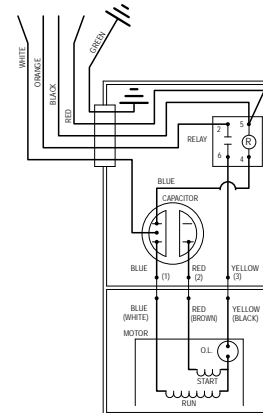 WHITE
ORANGE
BLACK
RED
GREEN
2
5
RELAY
R
6
4
BLUE
CAPACITOR
BLUE
(1)
RED
(2)
YELLOW
(3)
BLUE
(WHITE)
RED
(BROWN)
YELLOW
(BLACK)
MOTOR
O.L.
START
RUN